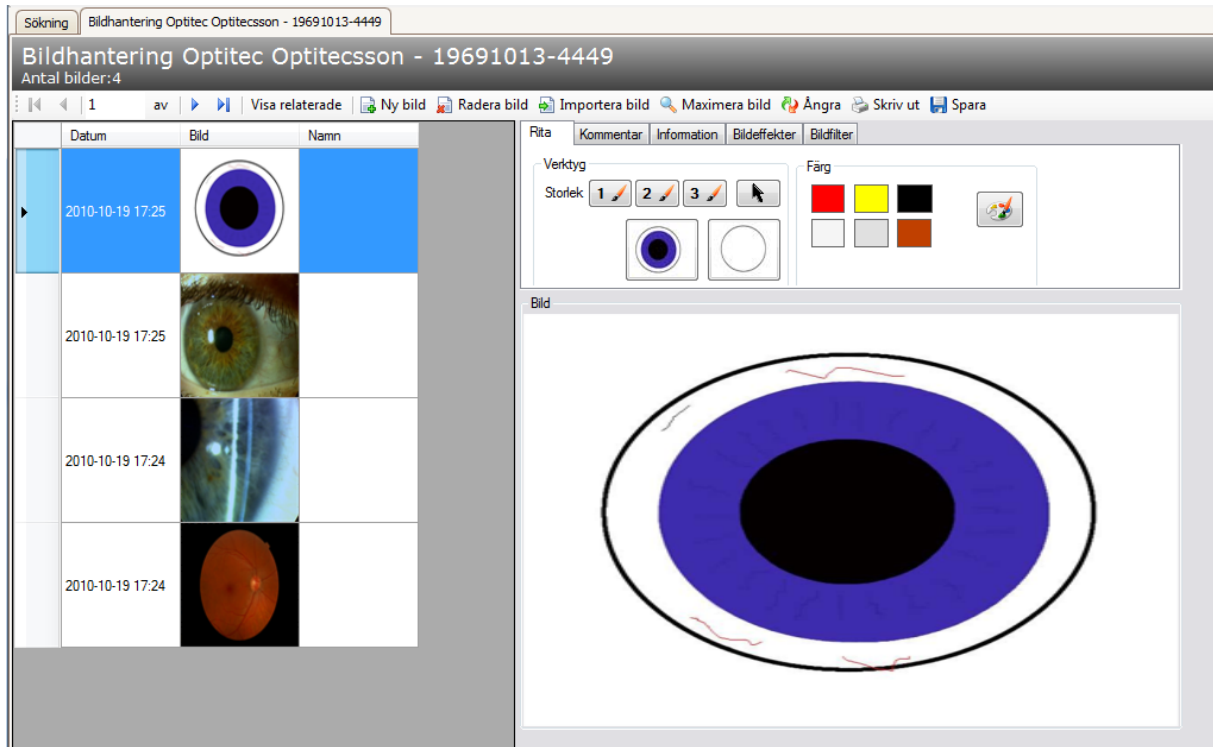 Sökning
Bildhantering Optitec Optitecsson - 19691013-4449
Bildhantering Optitec Optitecsson - 19691013-4449
Antal bilder:4
1 av Visa relaterade Ny bild Radera bild Importera bild Maximera bild Ångra Skriv ut Spara
Datum Bild Namn
2010-10-19 17:25
2010-10-19 17:25
2010-10-19 17:24
2010-10-19 17:24
Rita Kommentar Information Bildeffekter Bildfilter
Verktyg
Storlek 1 2 3
Färg
Bild